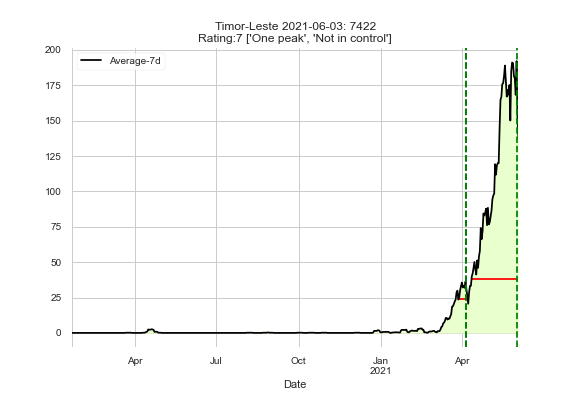 Timor-Leste 2021-06-03: 7422
Rating:7 ['One peak', 'Not in control']
Average-7d
200
175
150
125
100
75
50
25
0
Apr
Jul
Oct
Jan
2021
Apr
Date